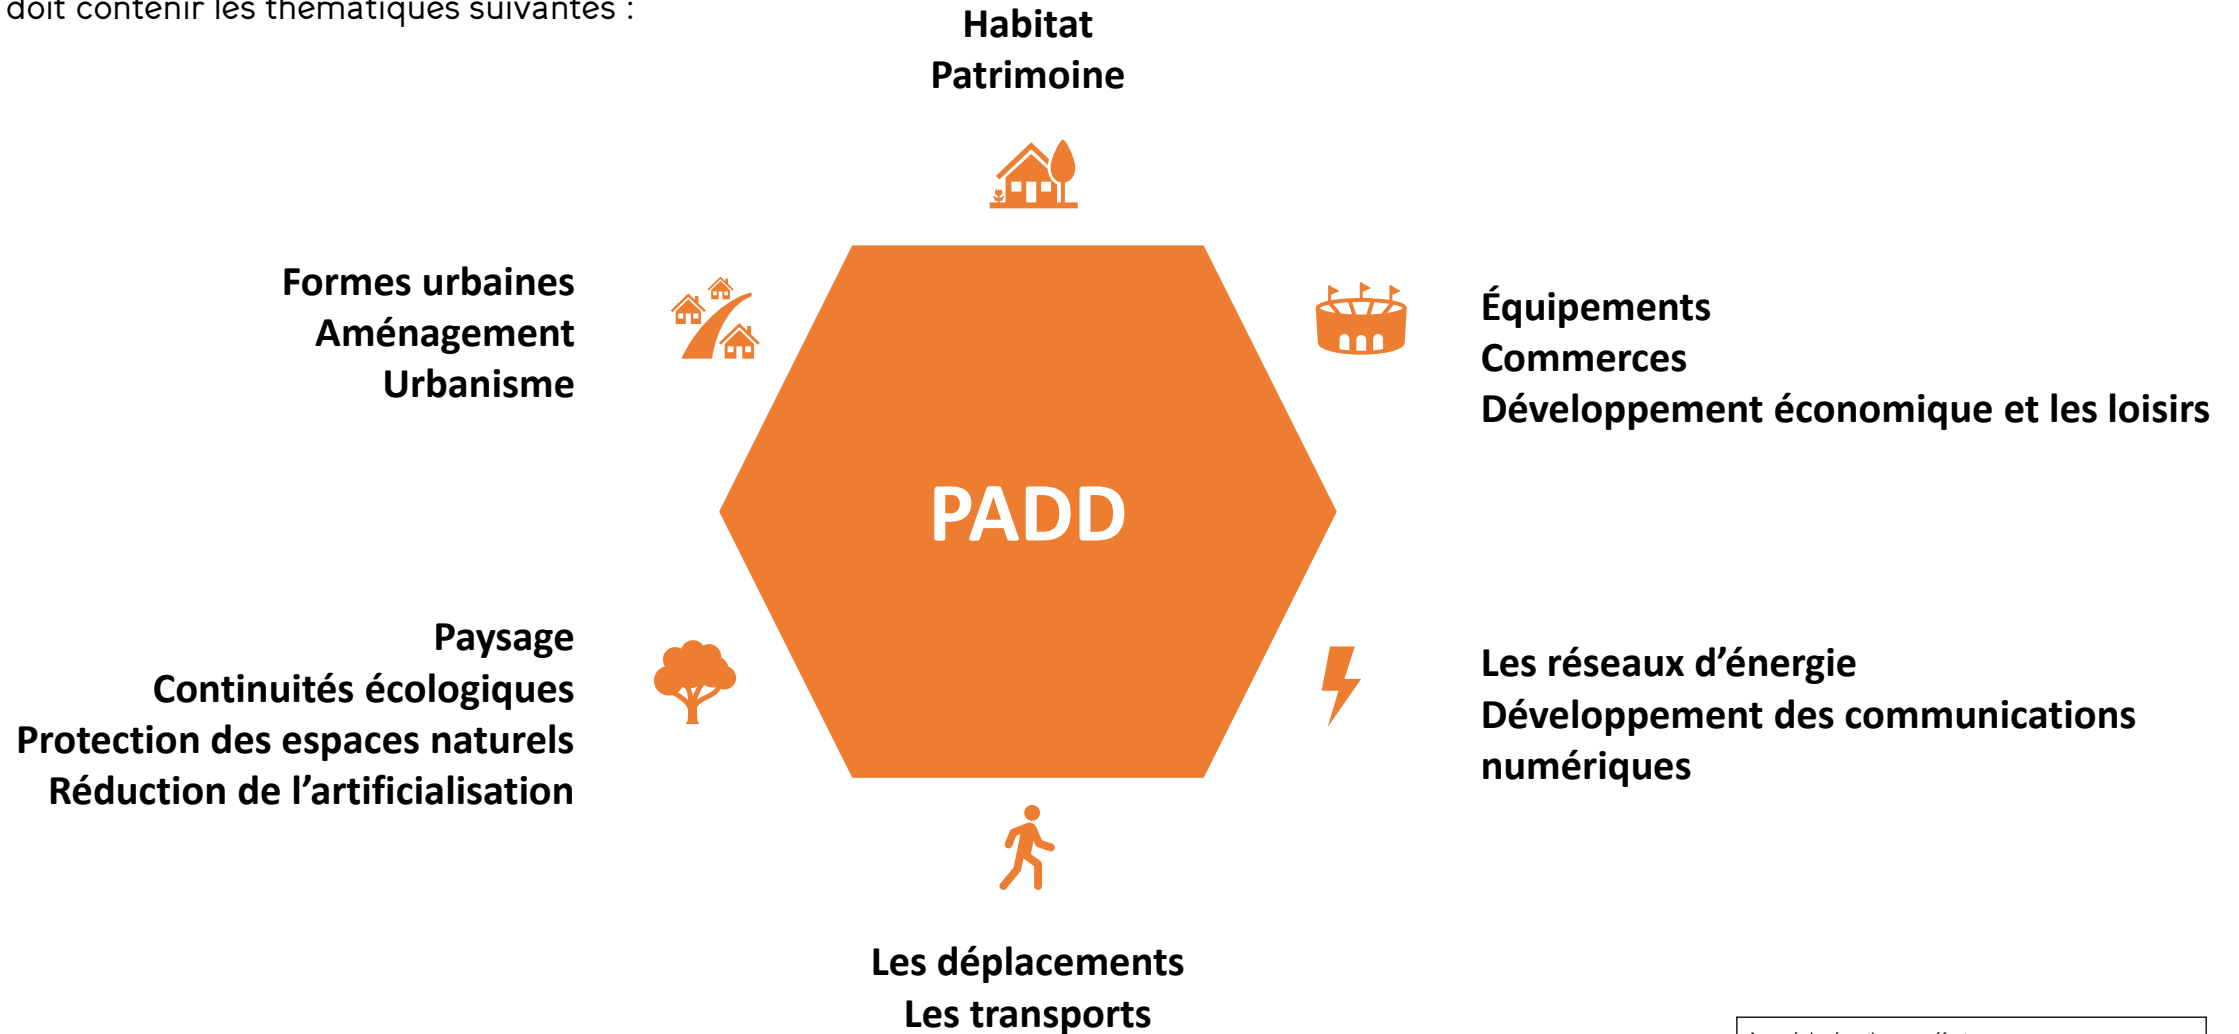 doit contenir les thématiques suivantes :
Habitat
Patrimoine
Formes urbaines
Aménagement
Urbanisme
Équipements
Commerces
Développement économique et les loisirs
PADD
Paysage
Continuités écologiques
Protection des espaces naturels
Réduction de l’artificialisation
Les réseaux d’énergie
Développement des communications
numériques
Les déplacements
Les transports